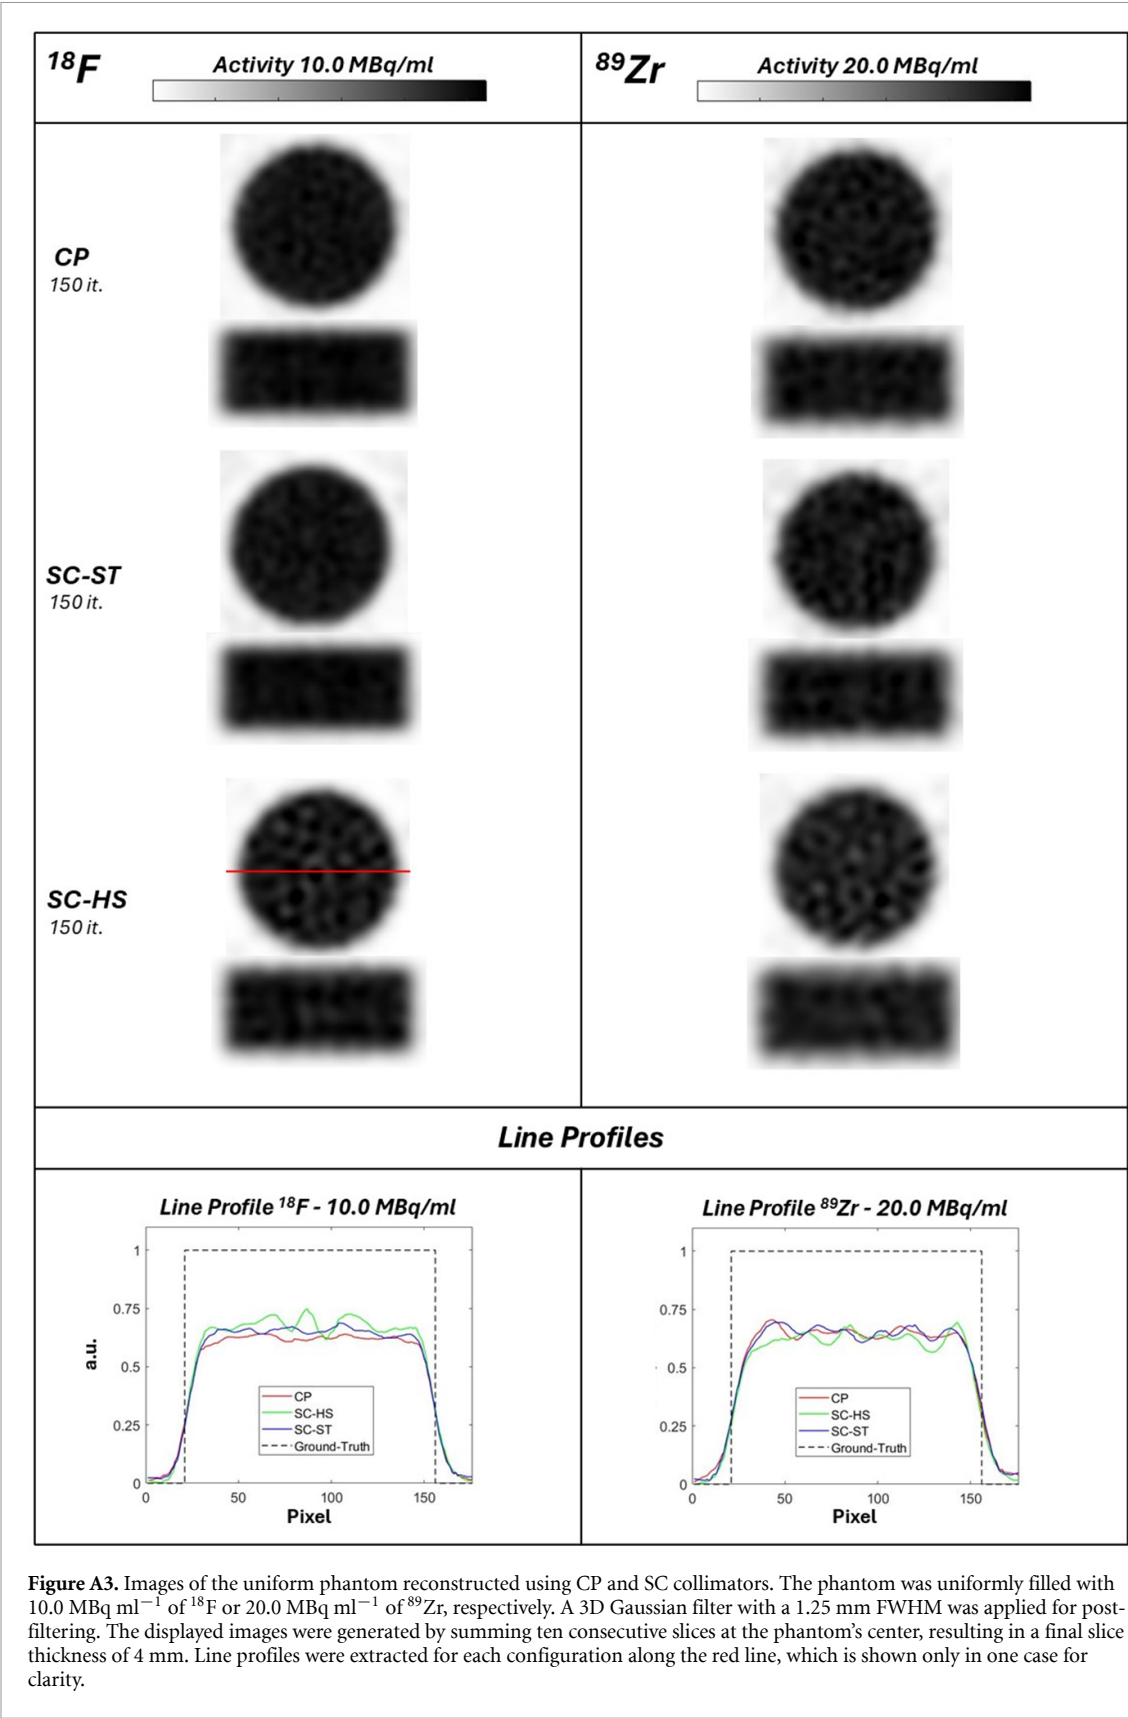 ¹⁸F
Activity 10.0 MBq/ml
⁸⁹Zr
Activity 20.0 MBq/ml
CP
150 it.
SC-ST
150 it.
SC-HS
150 it.
Line Profiles
Line Profile ¹⁸F - 10.0 MBq/ml
1
0.75
0.5
0.25
0
a.u.
CP
SC-HS
SC-ST
Ground-Truth
0 50 100 150
Pixel
Line Profile ⁸⁹Zr - 20.0 MBq/ml
1
0.75
0.5
0.25
0
CP
SC-HS
SC-ST
Ground-Truth
0 50 100 150
Pixel
Figure A3. Images of the uniform phantom reconstructed using CP and SC collimators. The phantom was uniformly filled with
10.0 MBq ml⁻¹ of ¹⁸F or 20.0 MBq ml⁻¹ of ⁸⁹Zr, respectively. A 3D Gaussian filter with a 1.25 mm FWHM was applied for post-
filtering. The displayed images were generated by summing ten consecutive slices at the phantom's center, resulting in a final slice
thickness of 4 mm. Line profiles were extracted for each configuration along the red line, which is shown only in one case for
clarity.